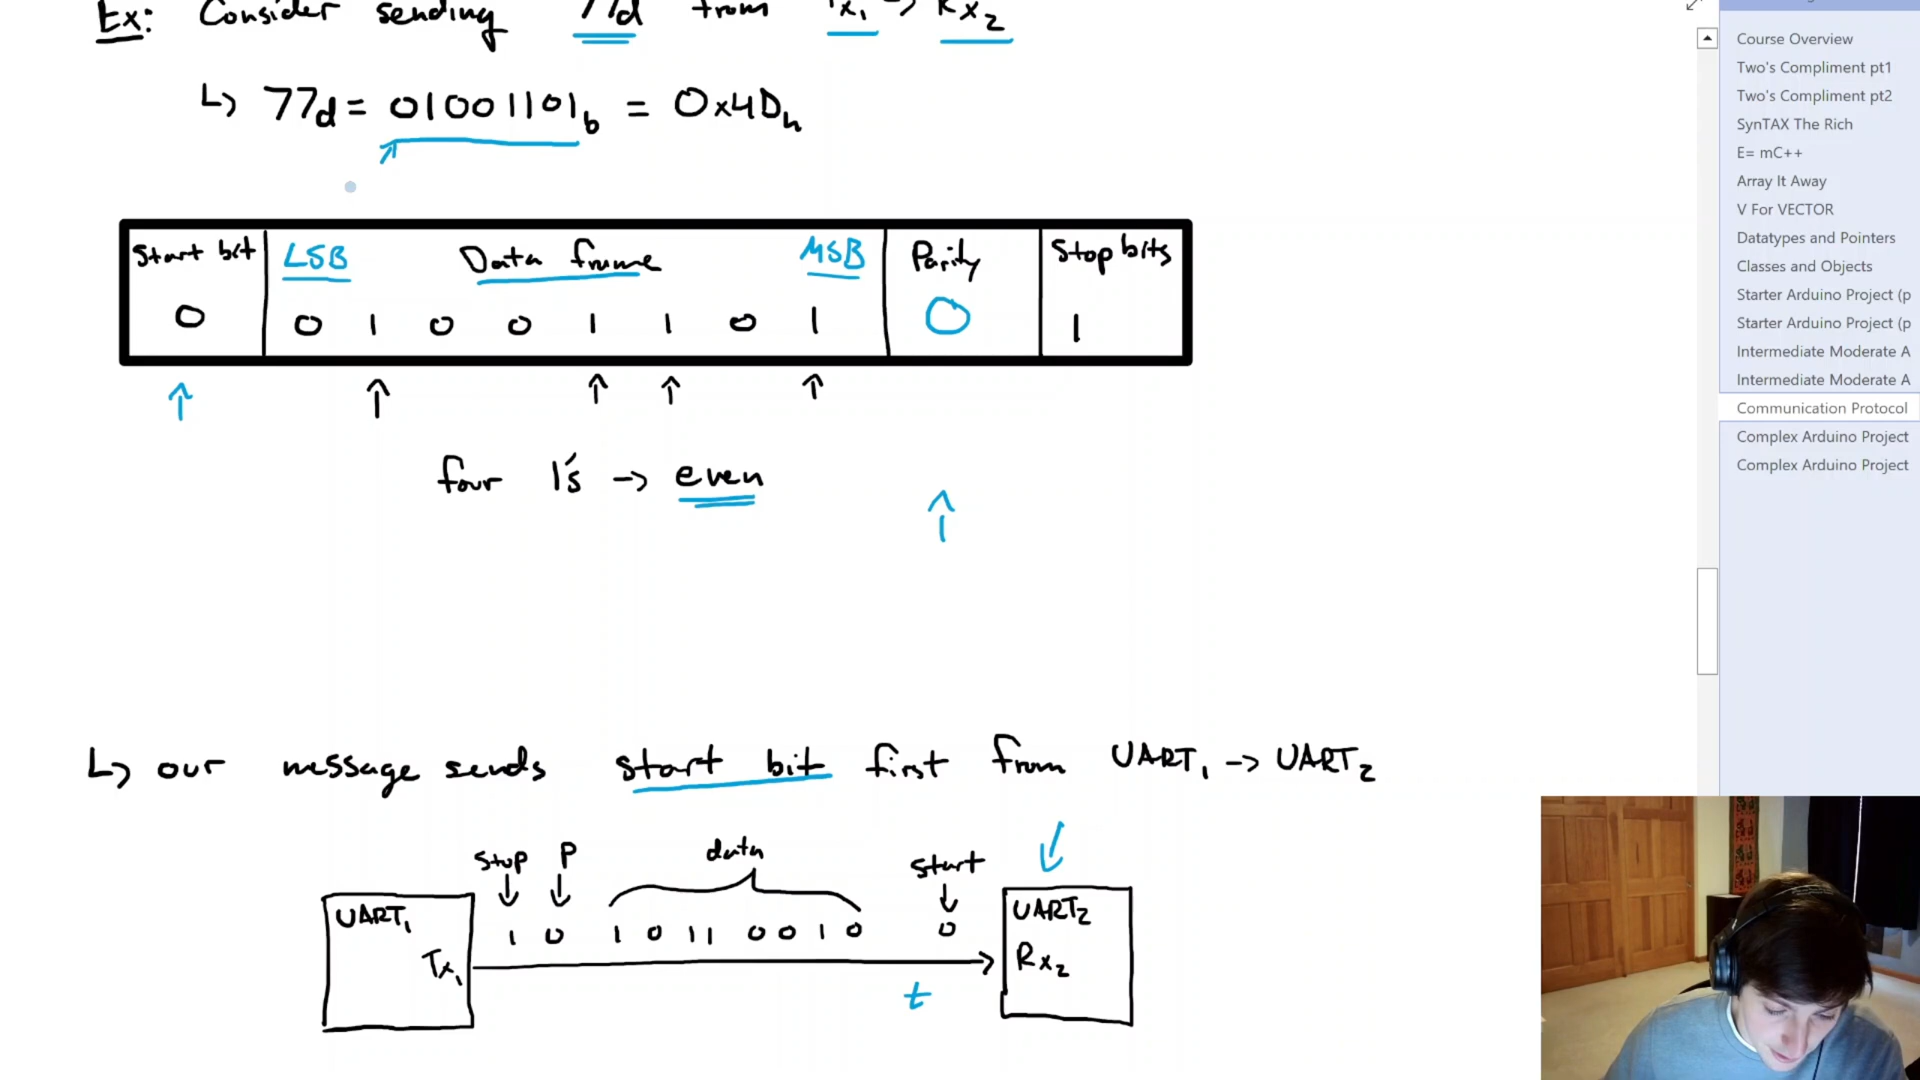 Ex: Consider sending 77d from Tx₁ -> Rx₂
↳ 77d = 01001101b = 0x4Dh
Start bit LSB Data frame MSB Parity Stop bits
0 0 1 0 0 1 1 0 1 0 1
four 1's -> even
↳ our message sends start bit first from UART₁ -> UART₂
stop P data start
UART₁ 1 0 1 0 1 1 0 0 1 0 0 UART₂
Tx₁ Rx₂
t
Course Overview
Two's Compliment pt1
Two's Compliment pt2
SynTAX The Rich
E= mC++
Array It Away
V For VECTOR
Datatypes and Pointers
Classes and Objects
Starter Arduino Project (p
Starter Arduino Project (p
Intermediate Moderate A
Intermediate Moderate A
Communication Protocol
Complex Arduino Project
Complex Arduino Project